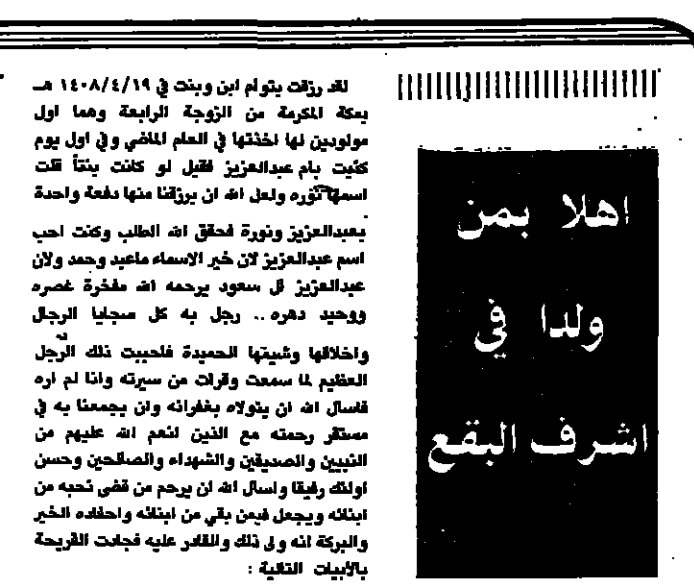 اهلا بمن
ولدا في
اشرف البقع
لقد رزقت بتوام ابن وبنت في ١٤٠٨/٤/١٩ هـ
بمكة المكرمة من الزوجة الرابعة وهما اول
مولودين لها اخذتها في العام الماضي وفي اول يوم
كنيت بام عبدالعزيز فقيل لو كانت بنتاً قلت
اسمها نوره ولعل الله ان يرزقنا منها دفعة واحدة
بعبدالعزيز ونورة فحقق الله الطلب وكنت احب
اسم عبدالعزيز لان خير الاسماء ماعبد وحمد ولان
عبدالعزيز ال سعود يرحمه الله مفخرة عصره
ووحيد دهره .. رجل به كل سجايا الرجال
واخلاقها وشيمها الحميدة فاحببت ذلك الرجل
العظيم لما سمعت وقرات من سيرته وانا لم اره
فاسال الله ان يتولاه بغفرانه وان يجمعنا به في
مستقر رحمته مع الذين انعم الله عليهم من
النبيين والصديقين والشهداء والصالحين وحسن
اولئك رفيقا واسال الله ان يرحم من قضى نحبه من
ابنائه ويجعل فيمن بقي من ابنائه واحفاده الخير
والبركة انه ولي ذلك والقادر عليه فجادت القريحة
بالأبيات التالية :